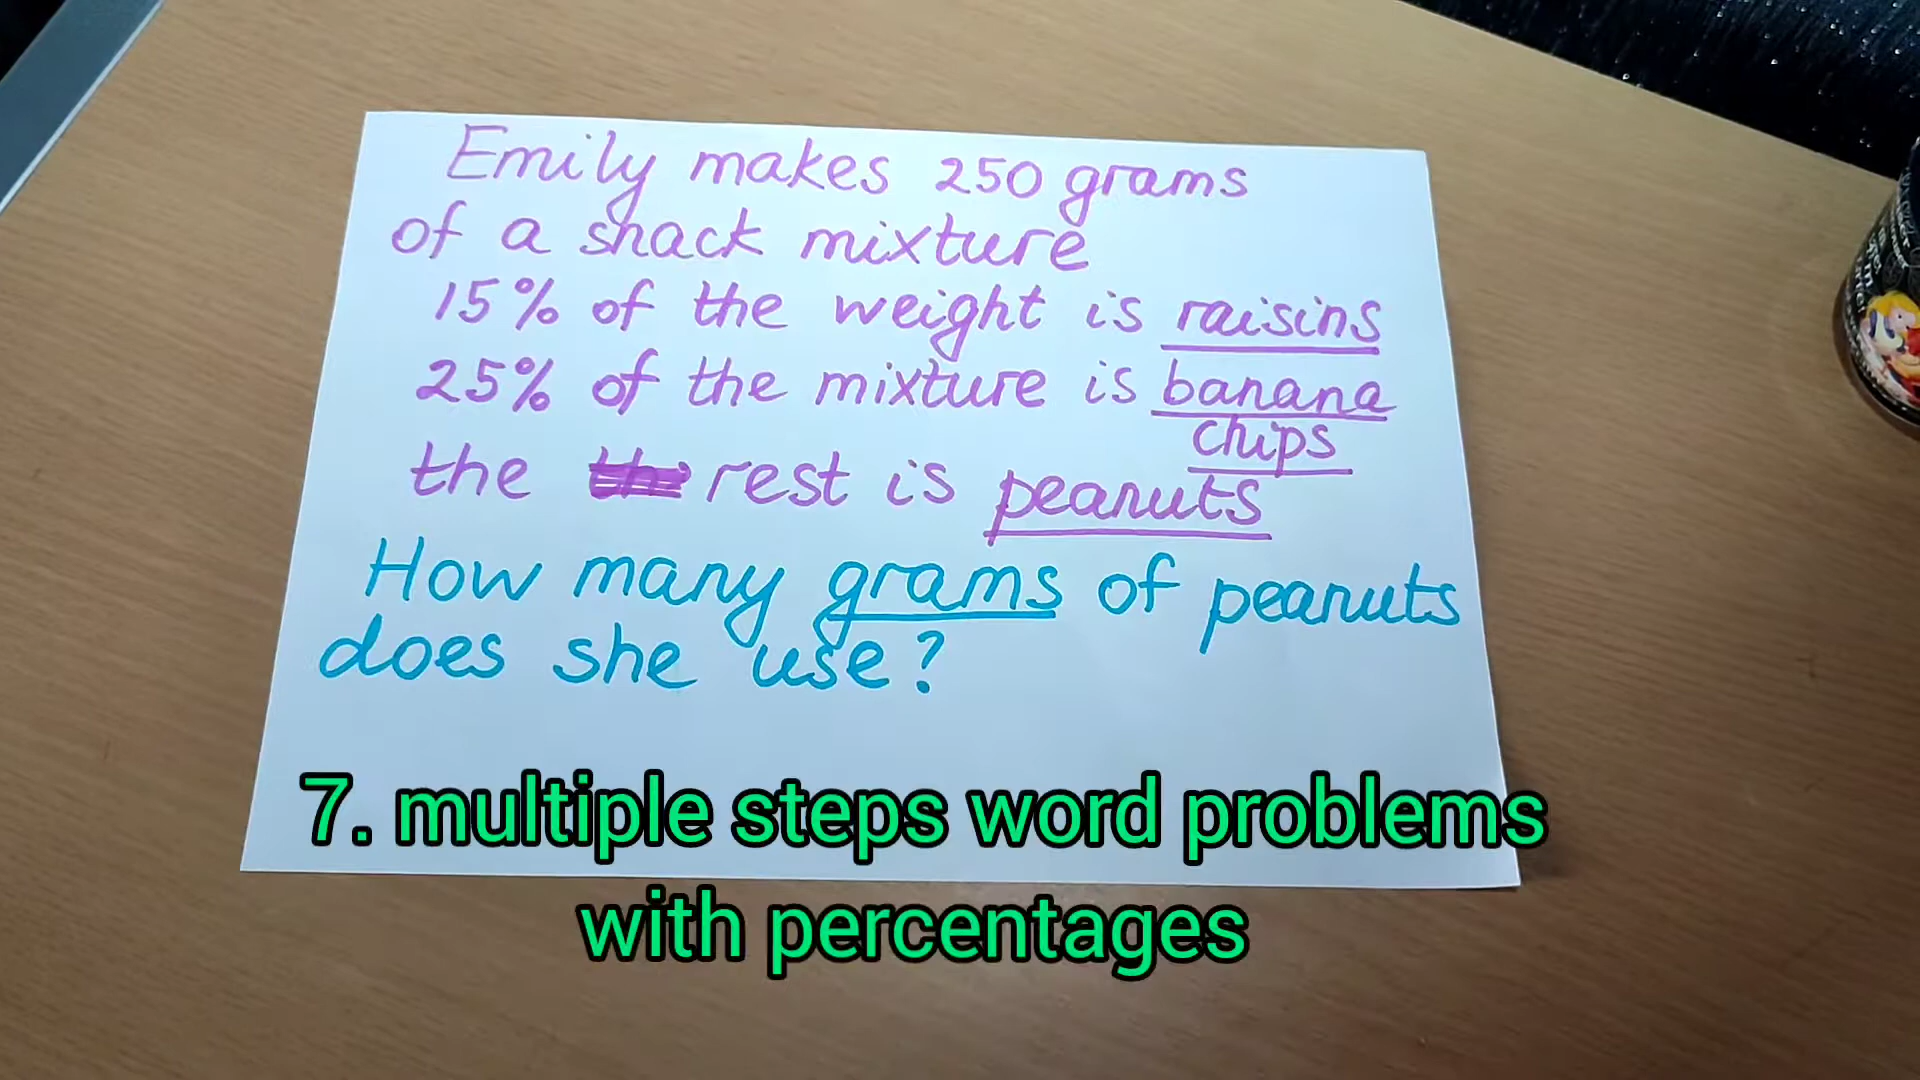 Emily makes 250 grams
of a snack mixture
15% of the weight is raisins
25% of the mixture is banana
chips
the rest is peanuts
How many grams of peanuts
does she use?
7. multiple steps word problems
with percentages